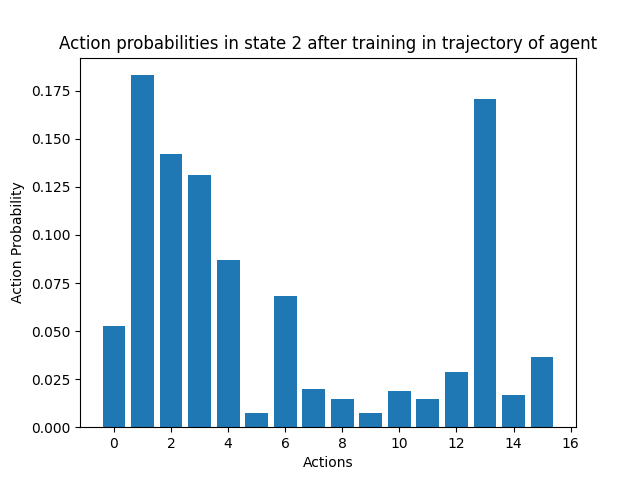 Action probabilities in state 2 after training in trajectory of agent
0.175
0.150
0.125
0.100
0.075
0.050
0.025
0.000
Action Probability
0 2 4 6 8 10 12 14 16
Actions